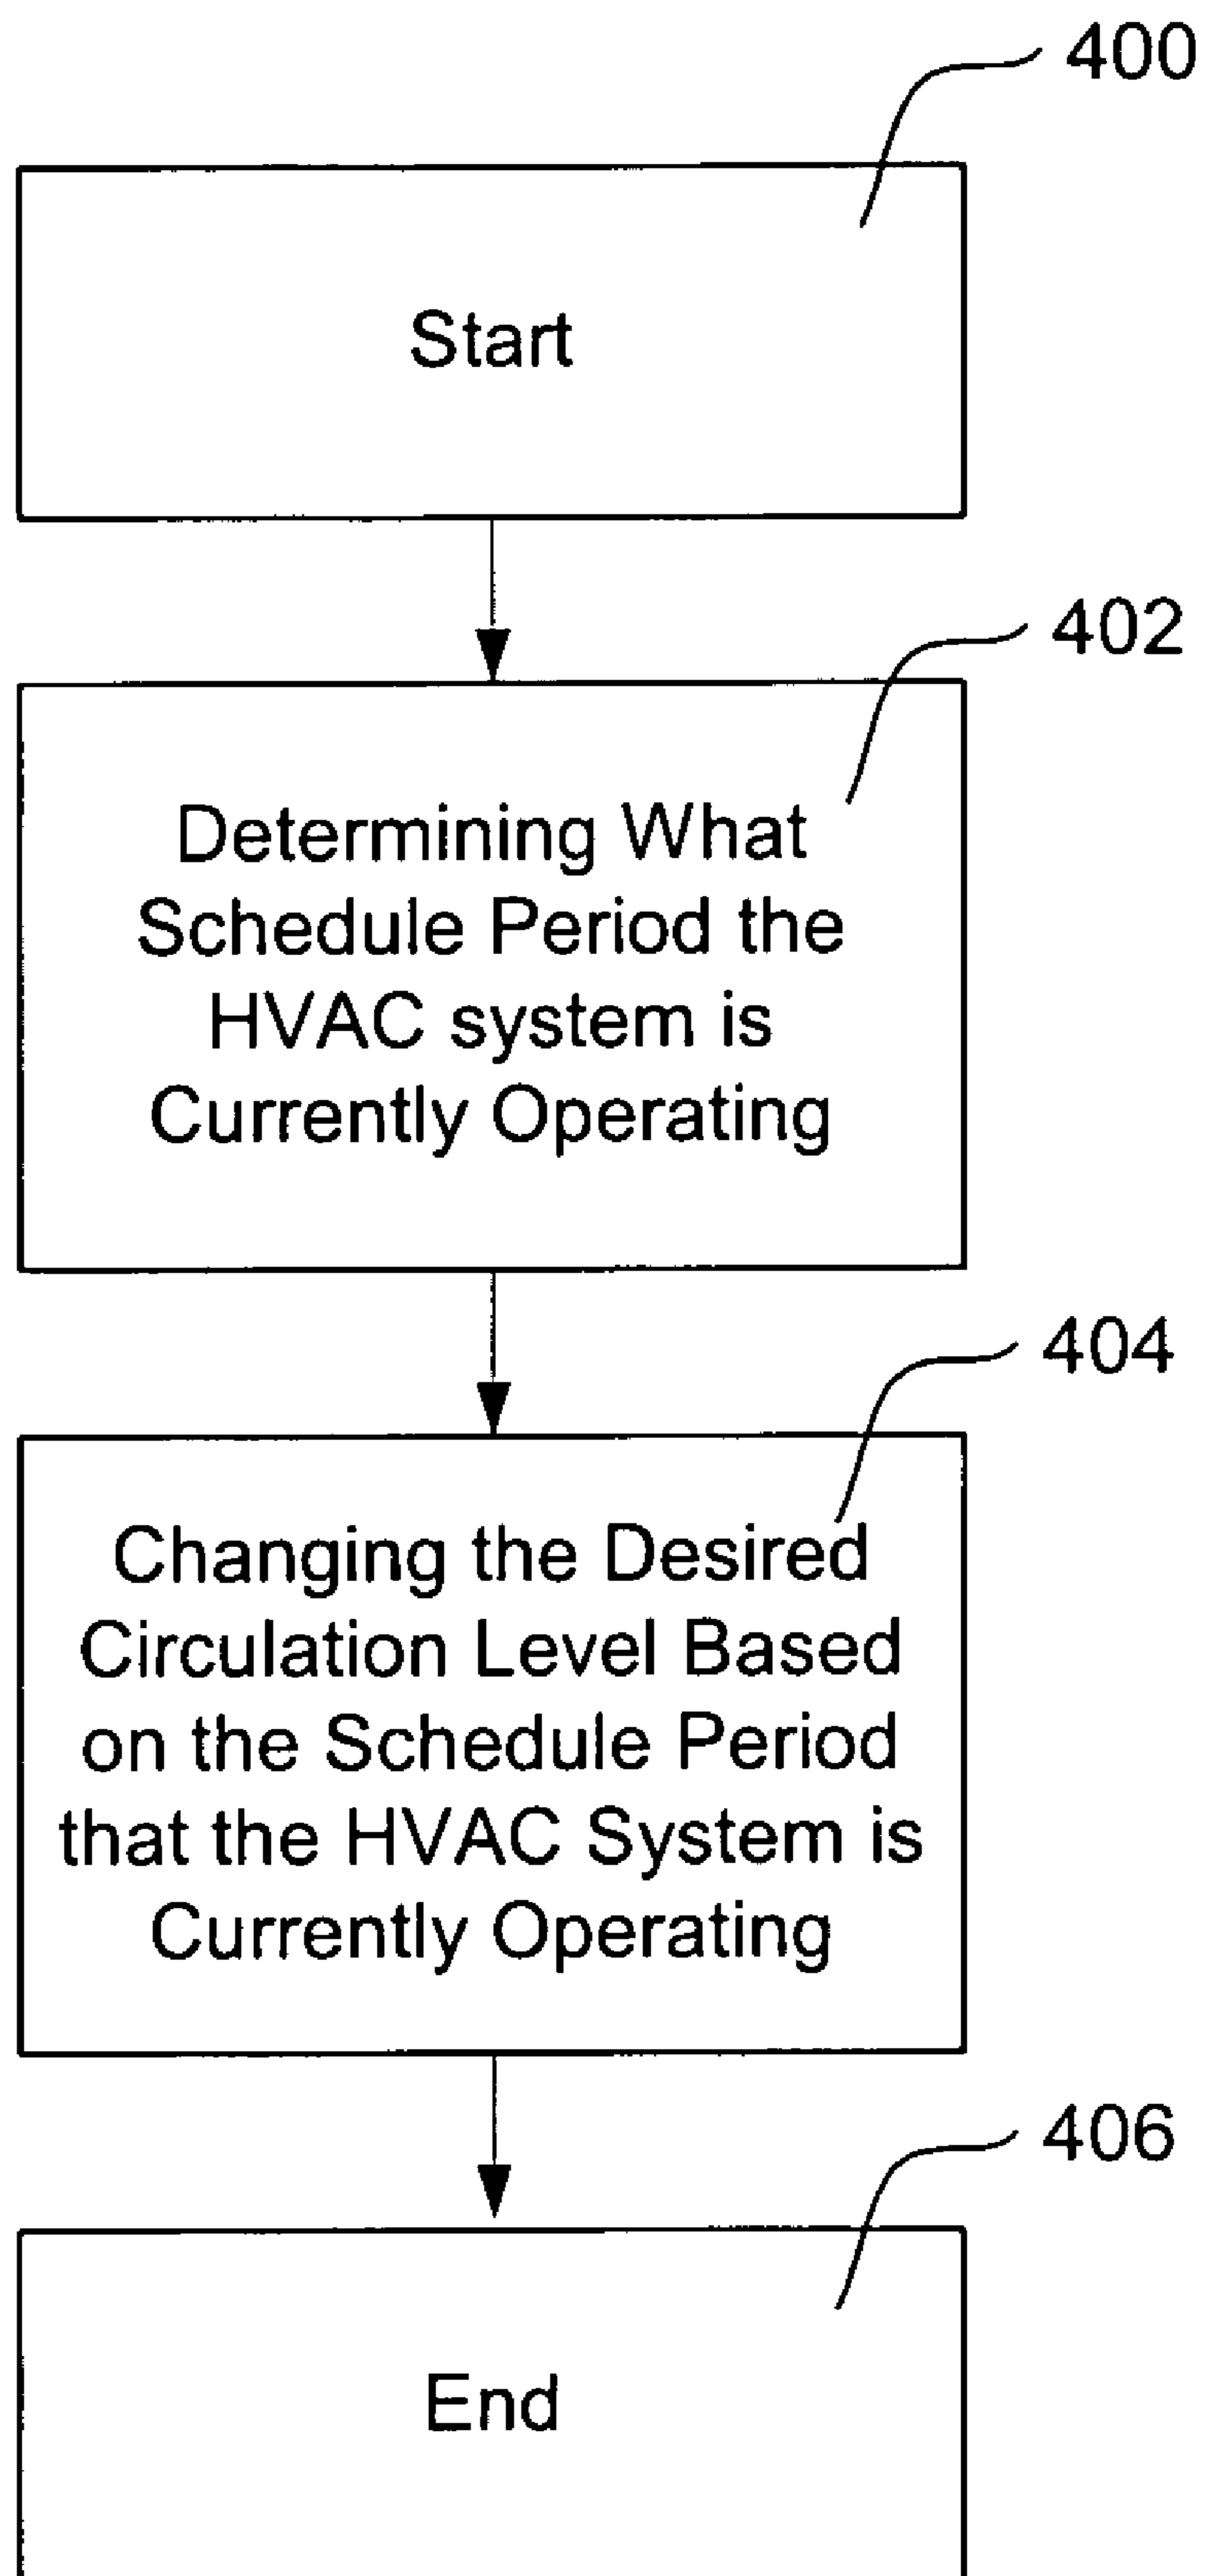 400
Start
402
Determining What
Schedule Period the
HVAC system is
Currently Operating
404
Changing the Desired
Circulation Level Based
on the Schedule Period
that the HVAC System is
Currently Operating
406
End